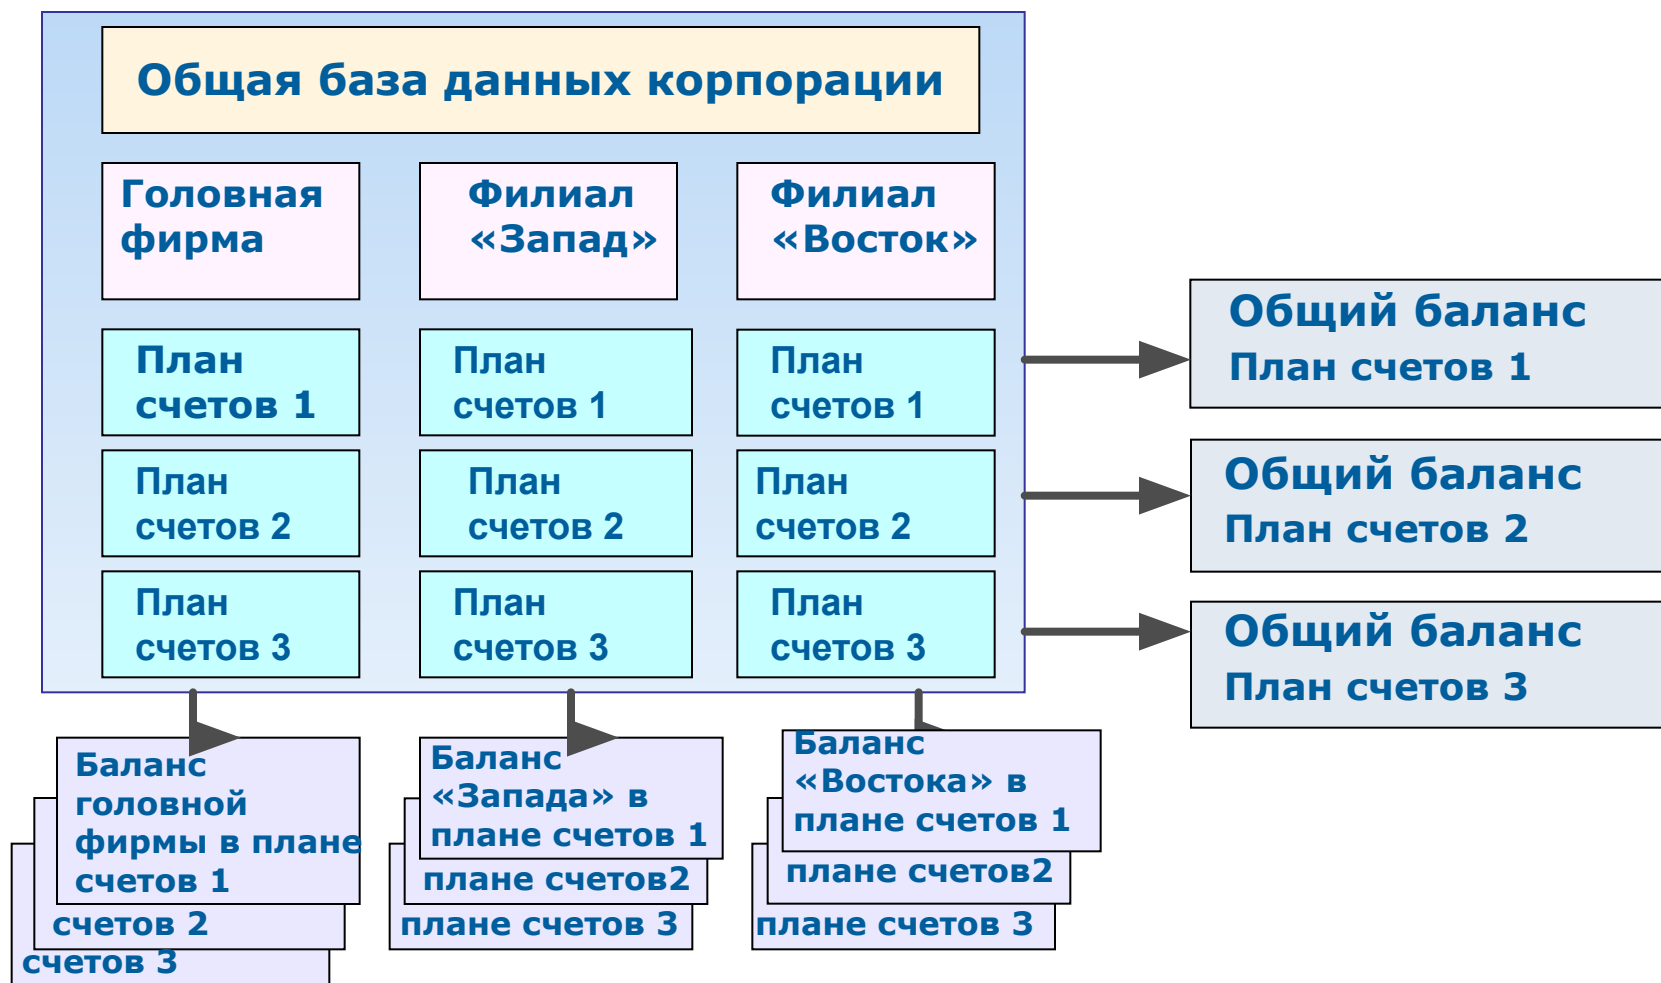 Общая база данных корпорации
Головная
фирма
Филиал
«Запад»
Филиал
«Восток»
План
счетов 1
План
счетов 1
План
счетов 1
План
счетов 2
План
счетов 2
План
счетов 2
План
счетов 3
План
счетов 3
План
счетов 3
Общий баланс
План счетов 1
Общий баланс
План счетов 2
Общий баланс
План счетов 3
Баланс
головной
фирмы в плане
счетов 1
счетов 2
счетов 3
Баланс
«Запада» в
плане счетов 1
плане счетов2
плане счетов 3
Баланс
«Востока» в
плане счетов 1
плане счетов2
плане счетов 3